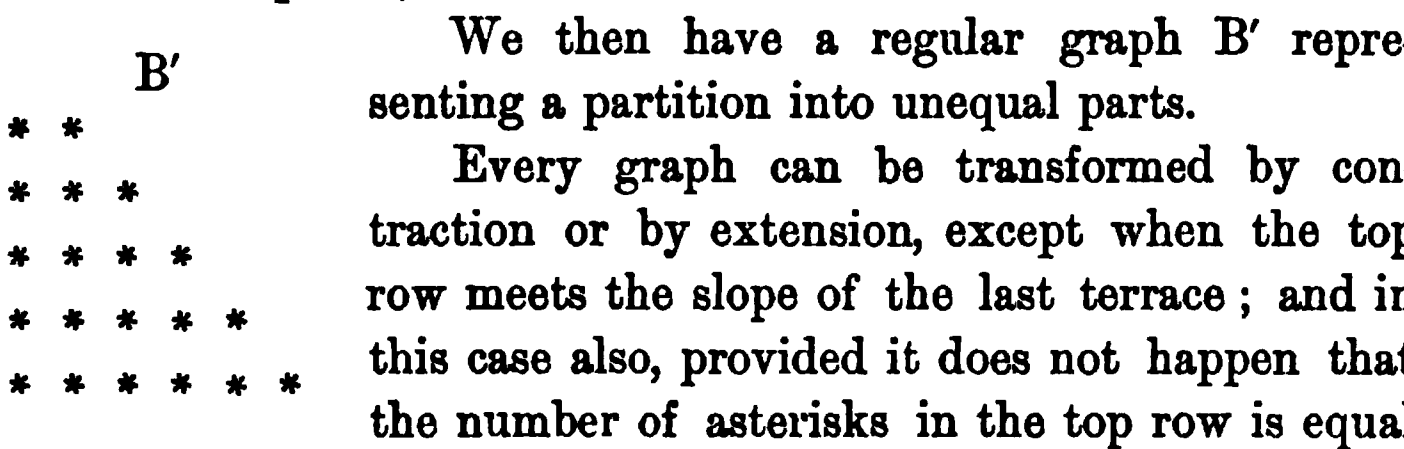 We then have a regular graph B′ repre-
senting a partition into unequal parts.
Every graph can be transformed by con-
traction or by extension, except when the top
row meets the slope of the last terrace ; and in
this case also, provided it does not happen that
the number of asterisks in the top row is equal
B′
* *
* * *
* * * *
* * * * *
* * * * * *